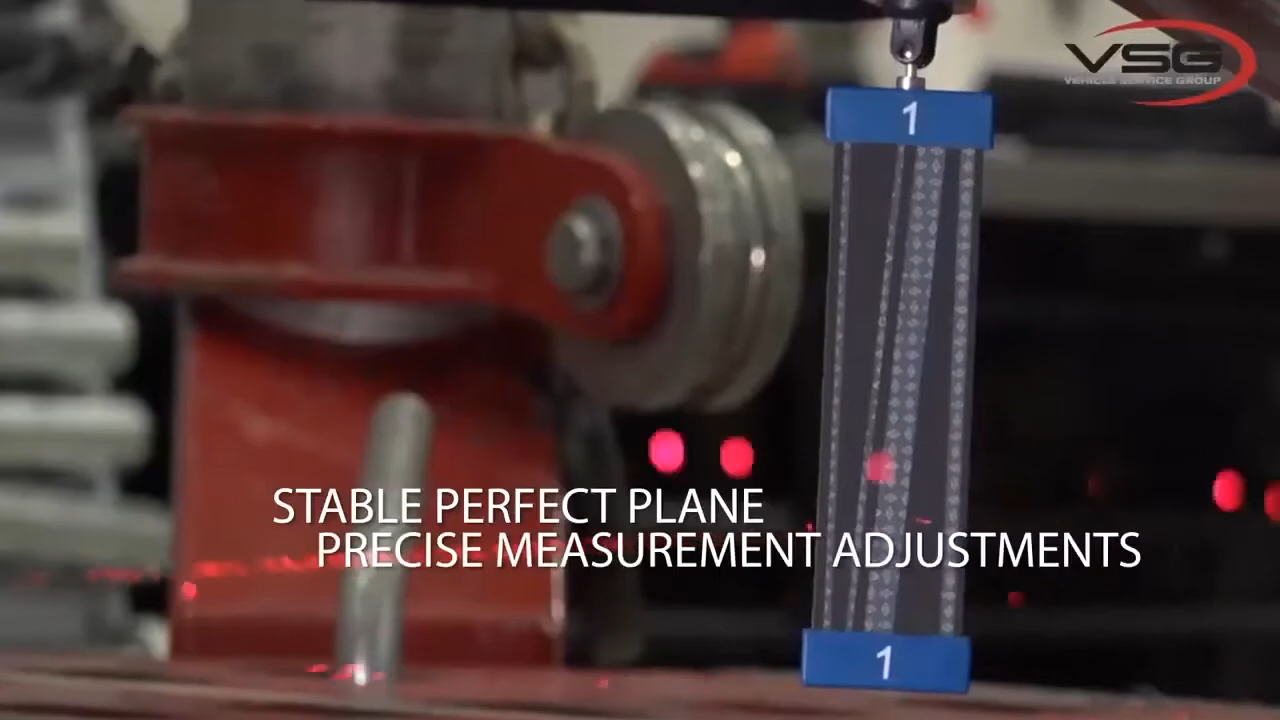 VSG
VEHICLE SERVICE GROUP
1
STABLE PERFECT PLANE
PRECISE MEASUREMENT ADJUSTMENTS
1